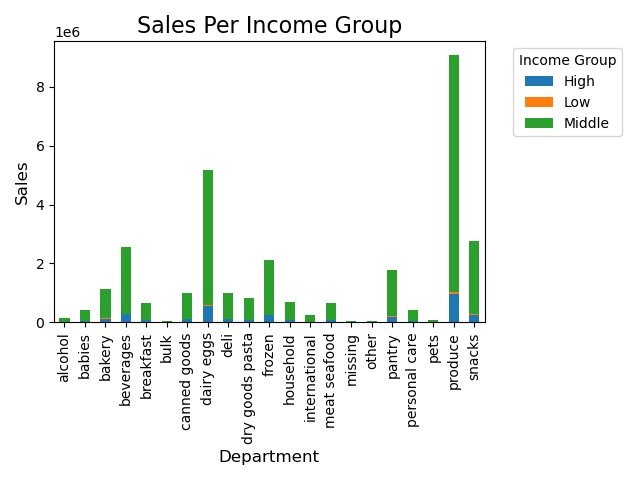 Sales Per Income Group
1e6
8
6
4
2
0
Sales
alcohol
babies
bakery
beverages
breakfast
bulk
canned goods
dairy eggs
deli
dry goods pasta
frozen
household
international
meat seafood
missing
other
pantry
personal care
pets
produce
snacks
Department
Income Group
High
Low
Middle